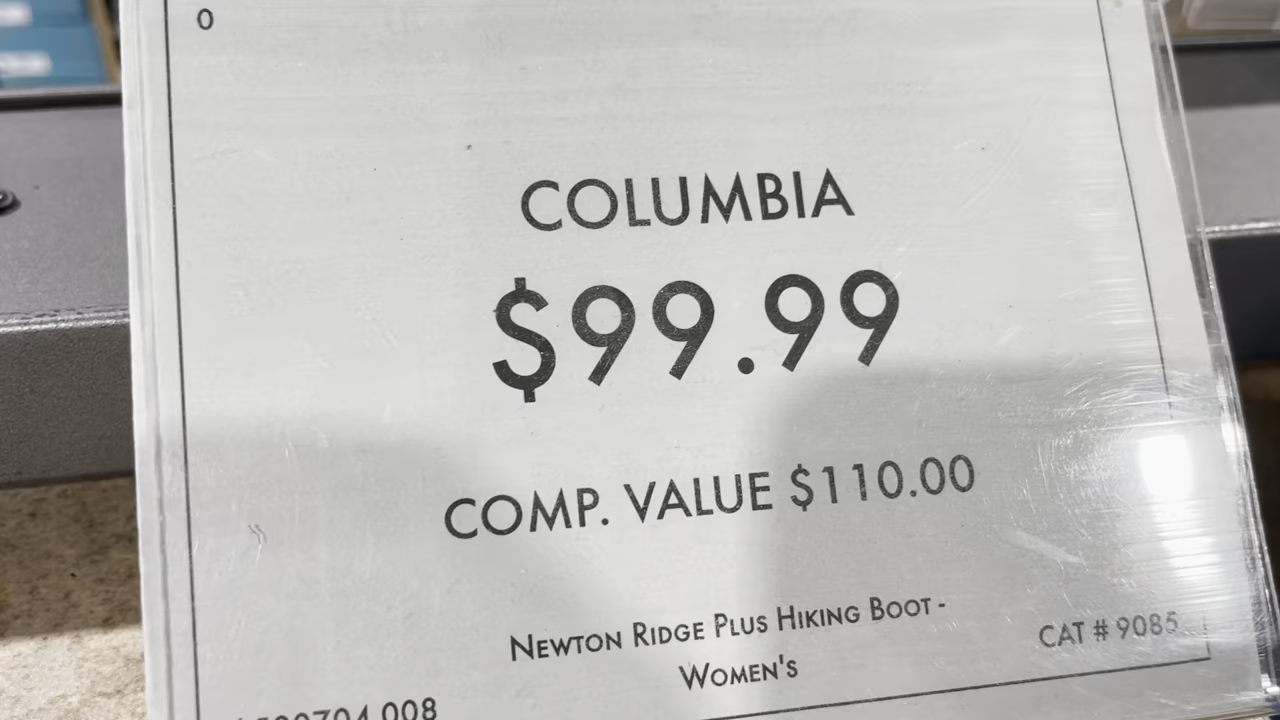 0
COLUMBIA
$99.99
COMP. VALUE $110.00
NEWTON RIDGE PLUS HIKING BOOT -
WOMEN'S
CAT # 9085